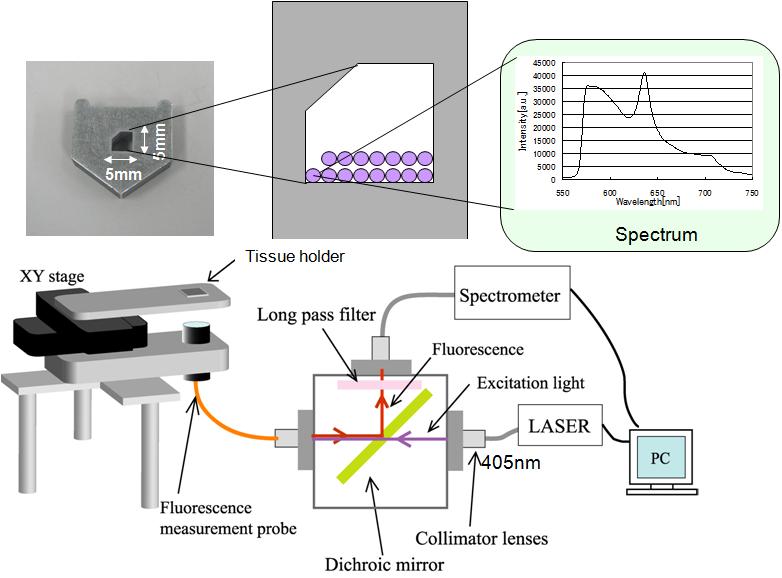 5mm
5mm
Intensity[a.u.]
45000
40000
35000
30000
25000
20000
15000
10000
5000
0
550
600
650
700
750
Wavelength[nm]
Spectrum
Tissue holder
XY stage
Spectrometer
Long pass filter
Fluorescence
Excitation light
LASER
PC
405nm
Fluorescence
measurement probe
Collimator lenses
Dichroic mirror